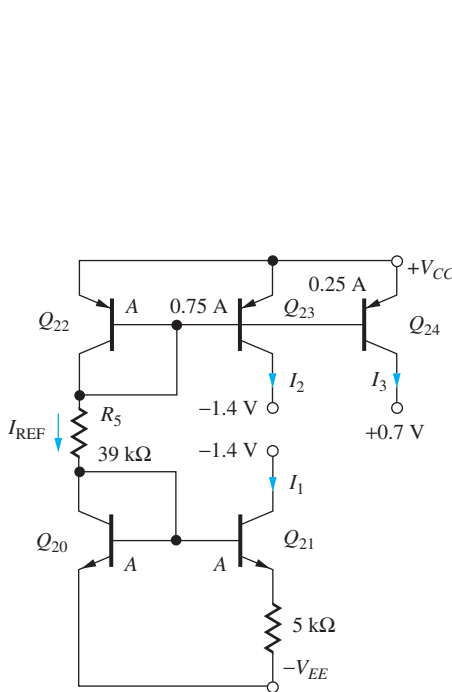 +V_CC
0.25 A
Q_22 A 0.75 A Q_23 Q_24
I_2 I_3
−1.4 V +0.7 V
I_REF R_5
39 kΩ −1.4 V
I_1
Q_20 A A Q_21
5 kΩ
−V_EE